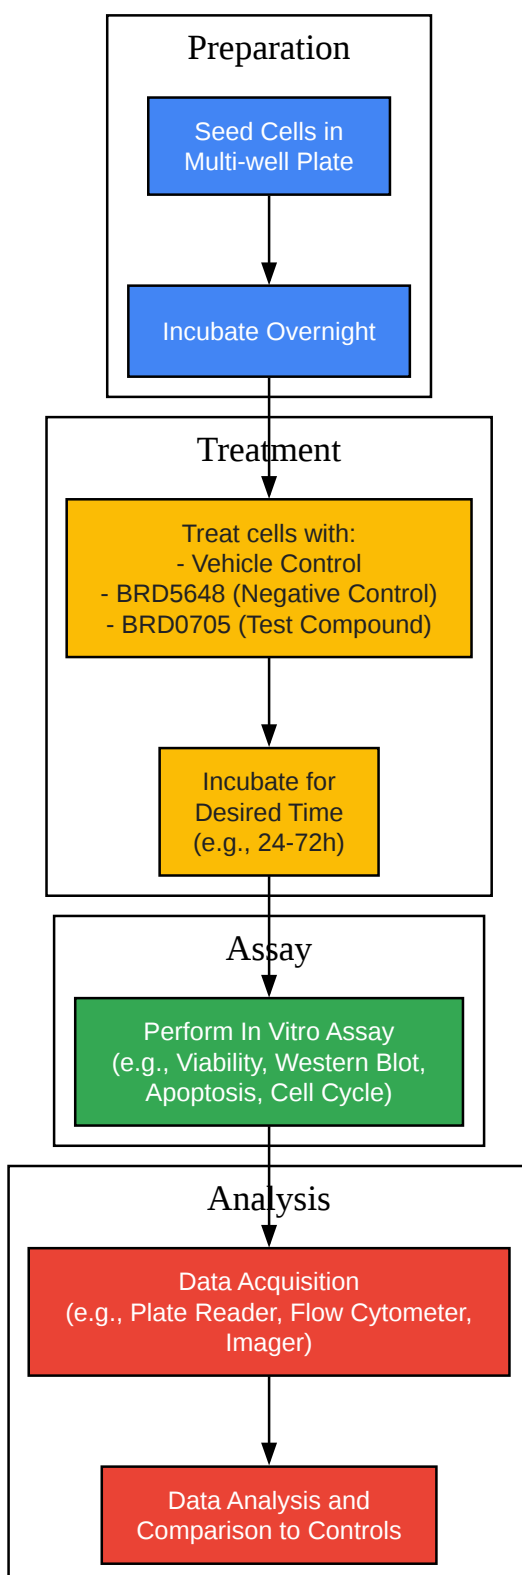 Preparation
Seed Cells in
Multi-well Plate
Incubate Overnight
Treatment
Treat cells with:
- Vehicle Control
- BRD5648 (Negative Control)
- BRD0705 (Test Compound)
Incubate for
Desired Time
(e.g., 24-72h)
Assay
Perform In Vitro Assay
(e.g., Viability, Western Blot,
Apoptosis, Cell Cycle)
Analysis
Data Acquisition
(e.g., Plate Reader, Flow Cytometer,
Imager)
Data Analysis and
Comparison to Controls